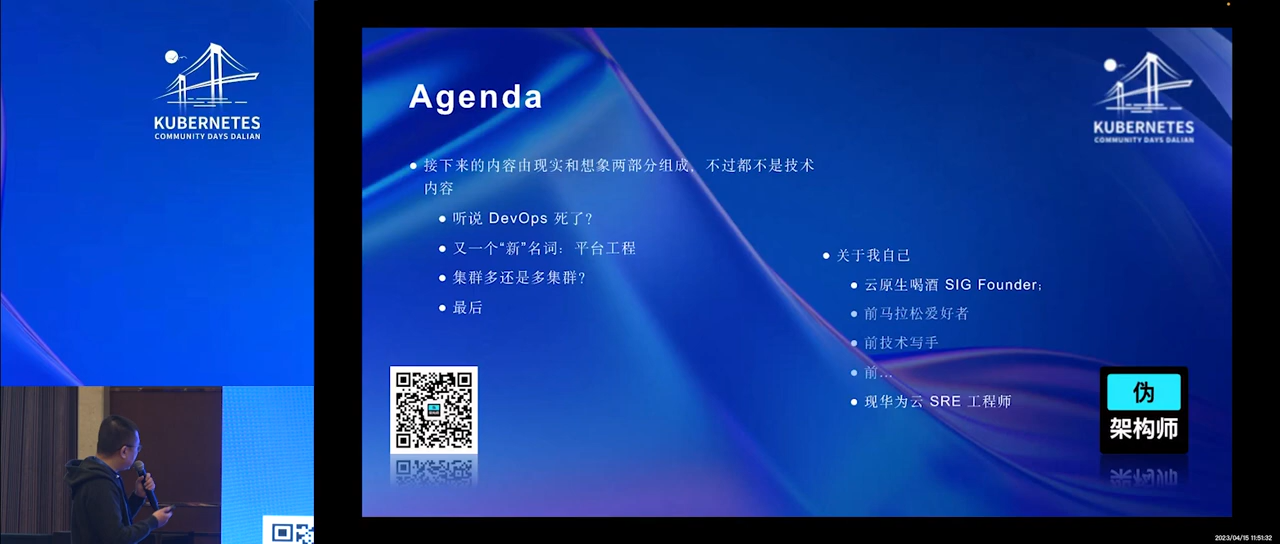 KUBERNETES
COMMUNITY DAYS DALIAN
Agenda
KUBERNETES
COMMUNITY DAYS DALIAN
• 接下来的内容由现实和想象两部分组成，不过都不是技术
内容
• 听说 DevOps 死了？
• 又一个“新”名词：平台工程
• 集群多还是多集群？
• 最后
• 关于我自己
• 云原生喝酒 SIG Founder；
• 前马拉松爱好者
• 前技术写手
• 前...
• 现华为云 SRE 工程师
伪
架构师
2023/04/15 11:51:32